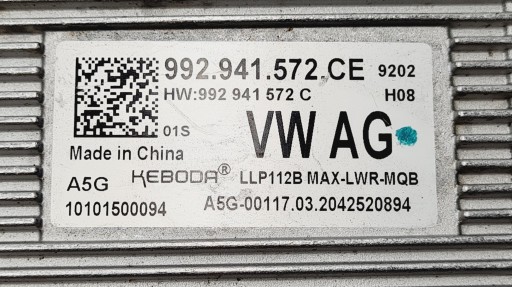 992.941.572.CE 9202
HW:992 941 572 C H08
01S VW AG
Made in China
A5G KEBODA® LLP112B MAX-LWR-MQB
10101500094 A5G-00117.03.2042520894